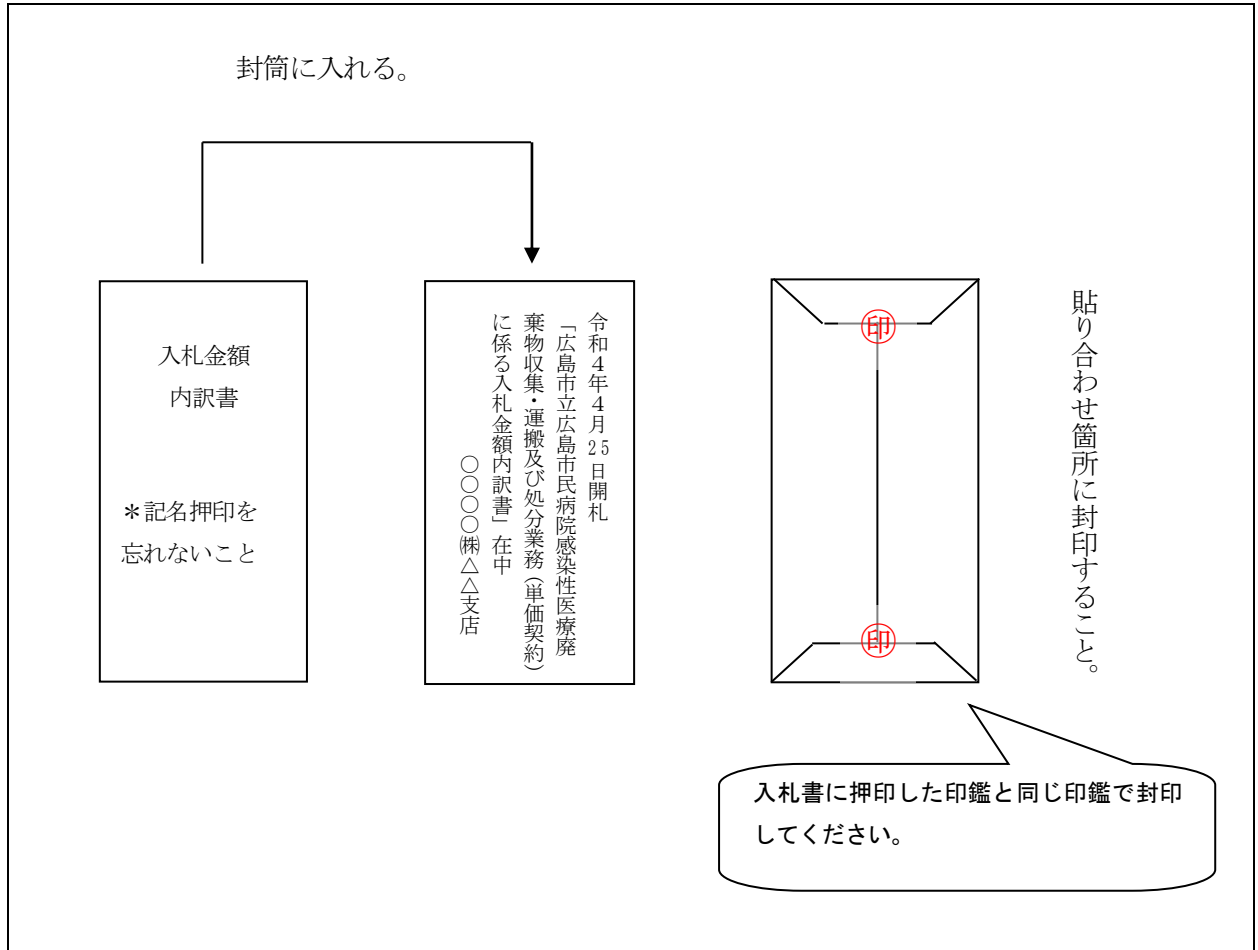 封筒に入れる。
入札金額
内訳書
＊記名押印を
忘れないこと
令和４年４月25日開札
「広島市立広島市民病院感染性医療廃
棄物収集・運搬及び処分業務（単価契約）
に係る入札金額内訳書」在中
〇〇〇〇㈱△△支店
印
印
貼り合わせ箇所に封印すること。
入札書に押印した印鑑と同じ印鑑で封印
してください。